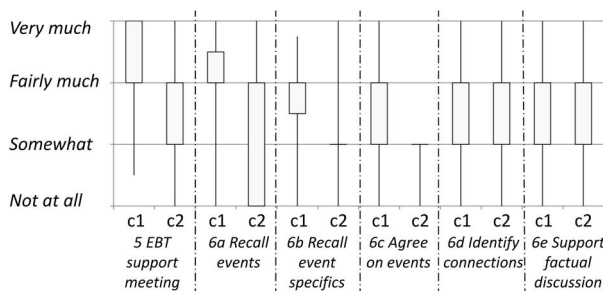 Very much
Fairly much
Somewhat
Not at all
c1 c2 c1 c2 c1 c2 c1 c2 c1 c2 c1 c2
5 EBT 6a Recall 6b Recall 6c Agree 6d Identify 6e Support
support events event on events connections factual
meeting specifics discussion